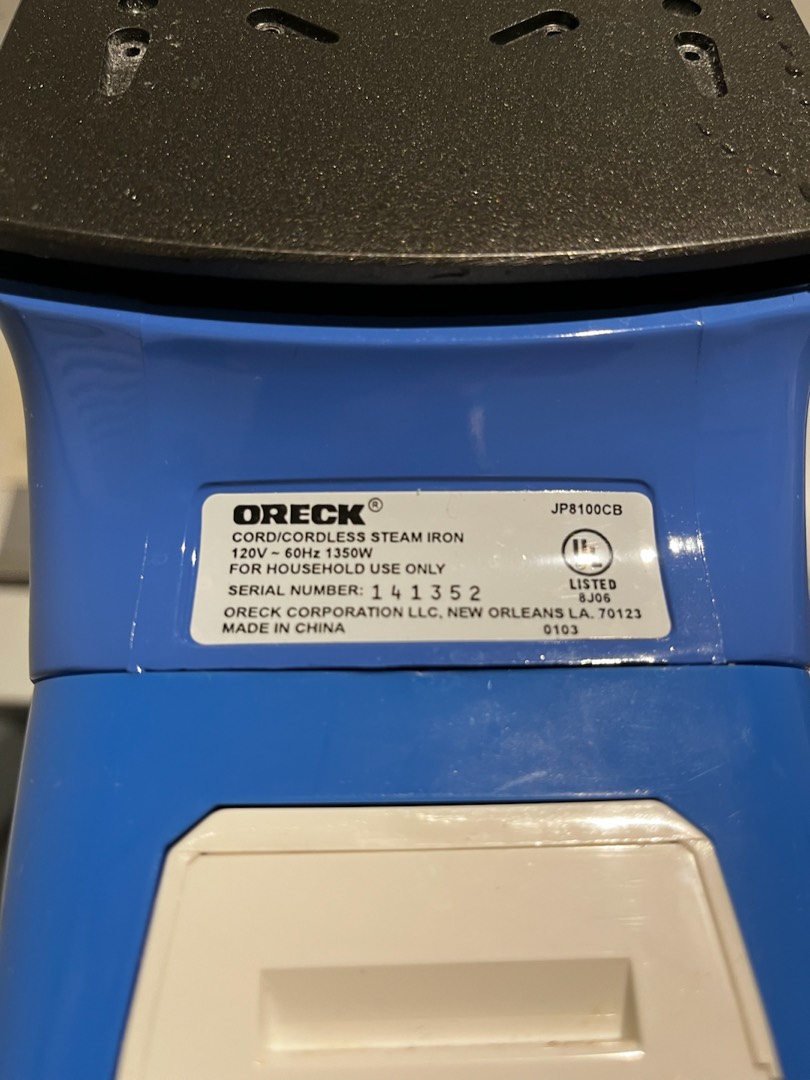 ORECK® JP8100CB
CORD/CORDLESS STEAM IRON
120V ~ 60Hz 1350W
FOR HOUSEHOLD USE ONLY
UL
LISTED
SERIAL NUMBER: 141352 8J06
ORECK CORPORATION LLC, NEW ORLEANS LA. 70123
MADE IN CHINA 0103